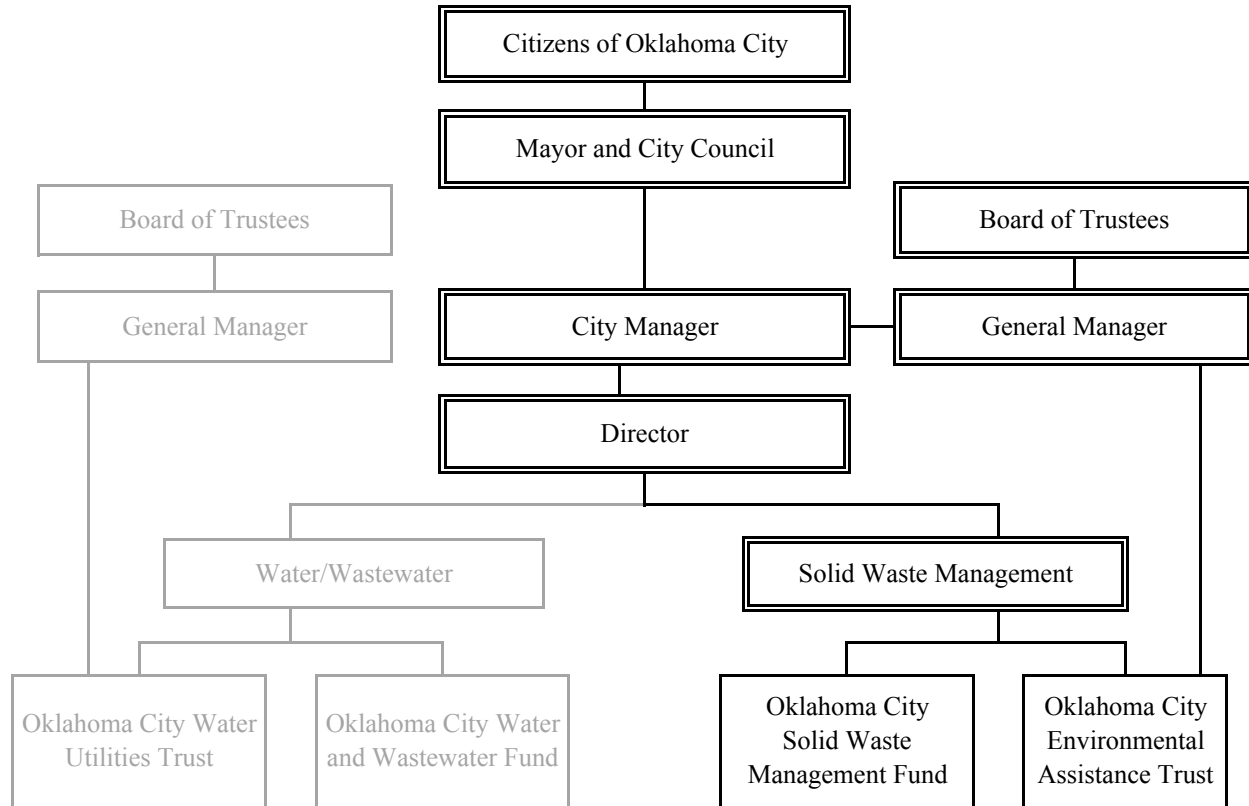 Citizens of Oklahoma City
Mayor and City Council
Board of Trustees
Board of Trustees
General Manager
City Manager
General Manager
Director
Water/Wastewater
Solid Waste Management
Oklahoma City Water
Utilities Trust
Oklahoma City Water
and Wastewater Fund
Oklahoma City
Solid Waste
Management Fund
Oklahoma City
Environmental
Assistance Trust